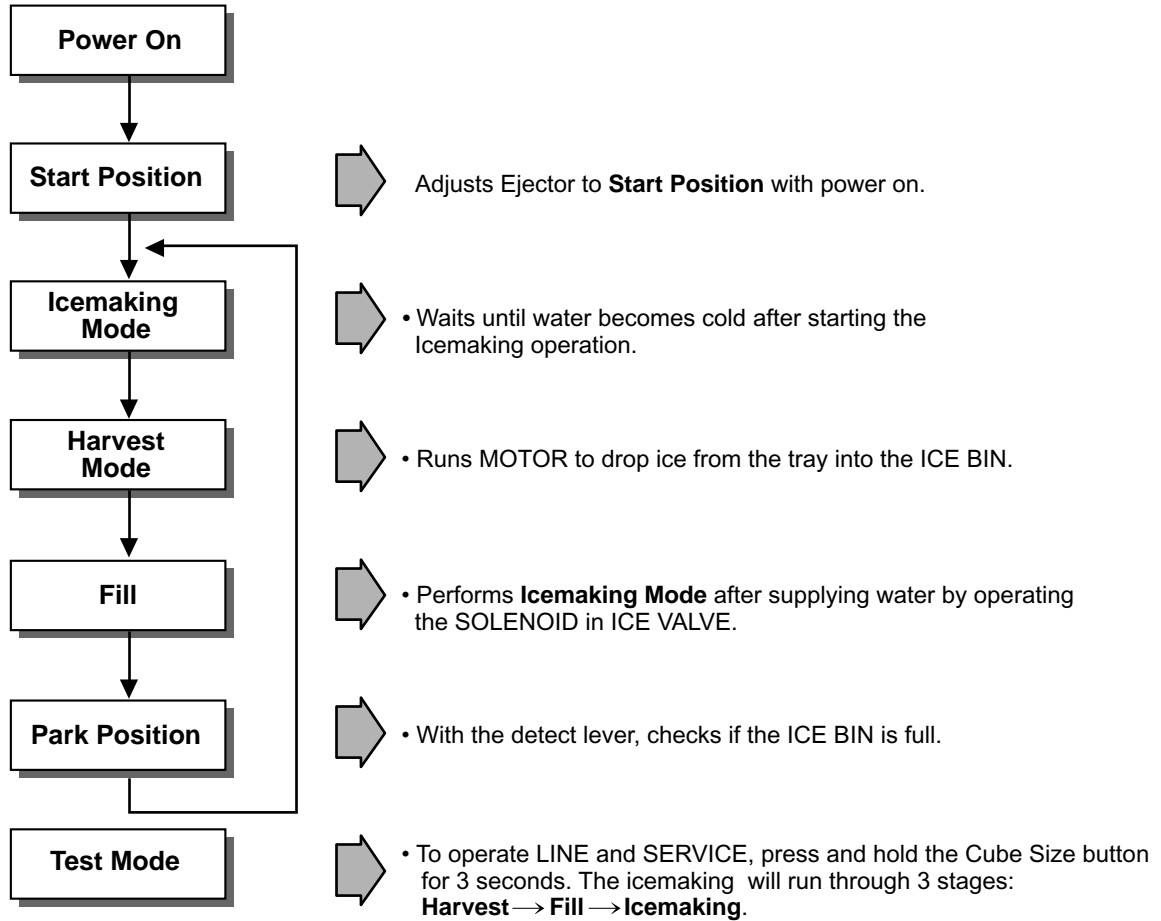 Power On
Start Position
Adjusts Ejector to Start Position with power on.
Icemaking
Mode
• Waits until water becomes cold after starting the
Icemaking operation.
Harvest
Mode
• Runs MOTOR to drop ice from the tray into the ICE BIN.
Fill
• Performs Icemaking Mode after supplying water by operating
the SOLENOID in ICE VALVE.
Park Position
• With the detect lever, checks if the ICE BIN is full.
Test Mode
• To operate LINE and SERVICE, press and hold the Cube Size button
for 3 seconds. The icemaking will run through 3 stages:
Harvest → Fill → Icemaking.